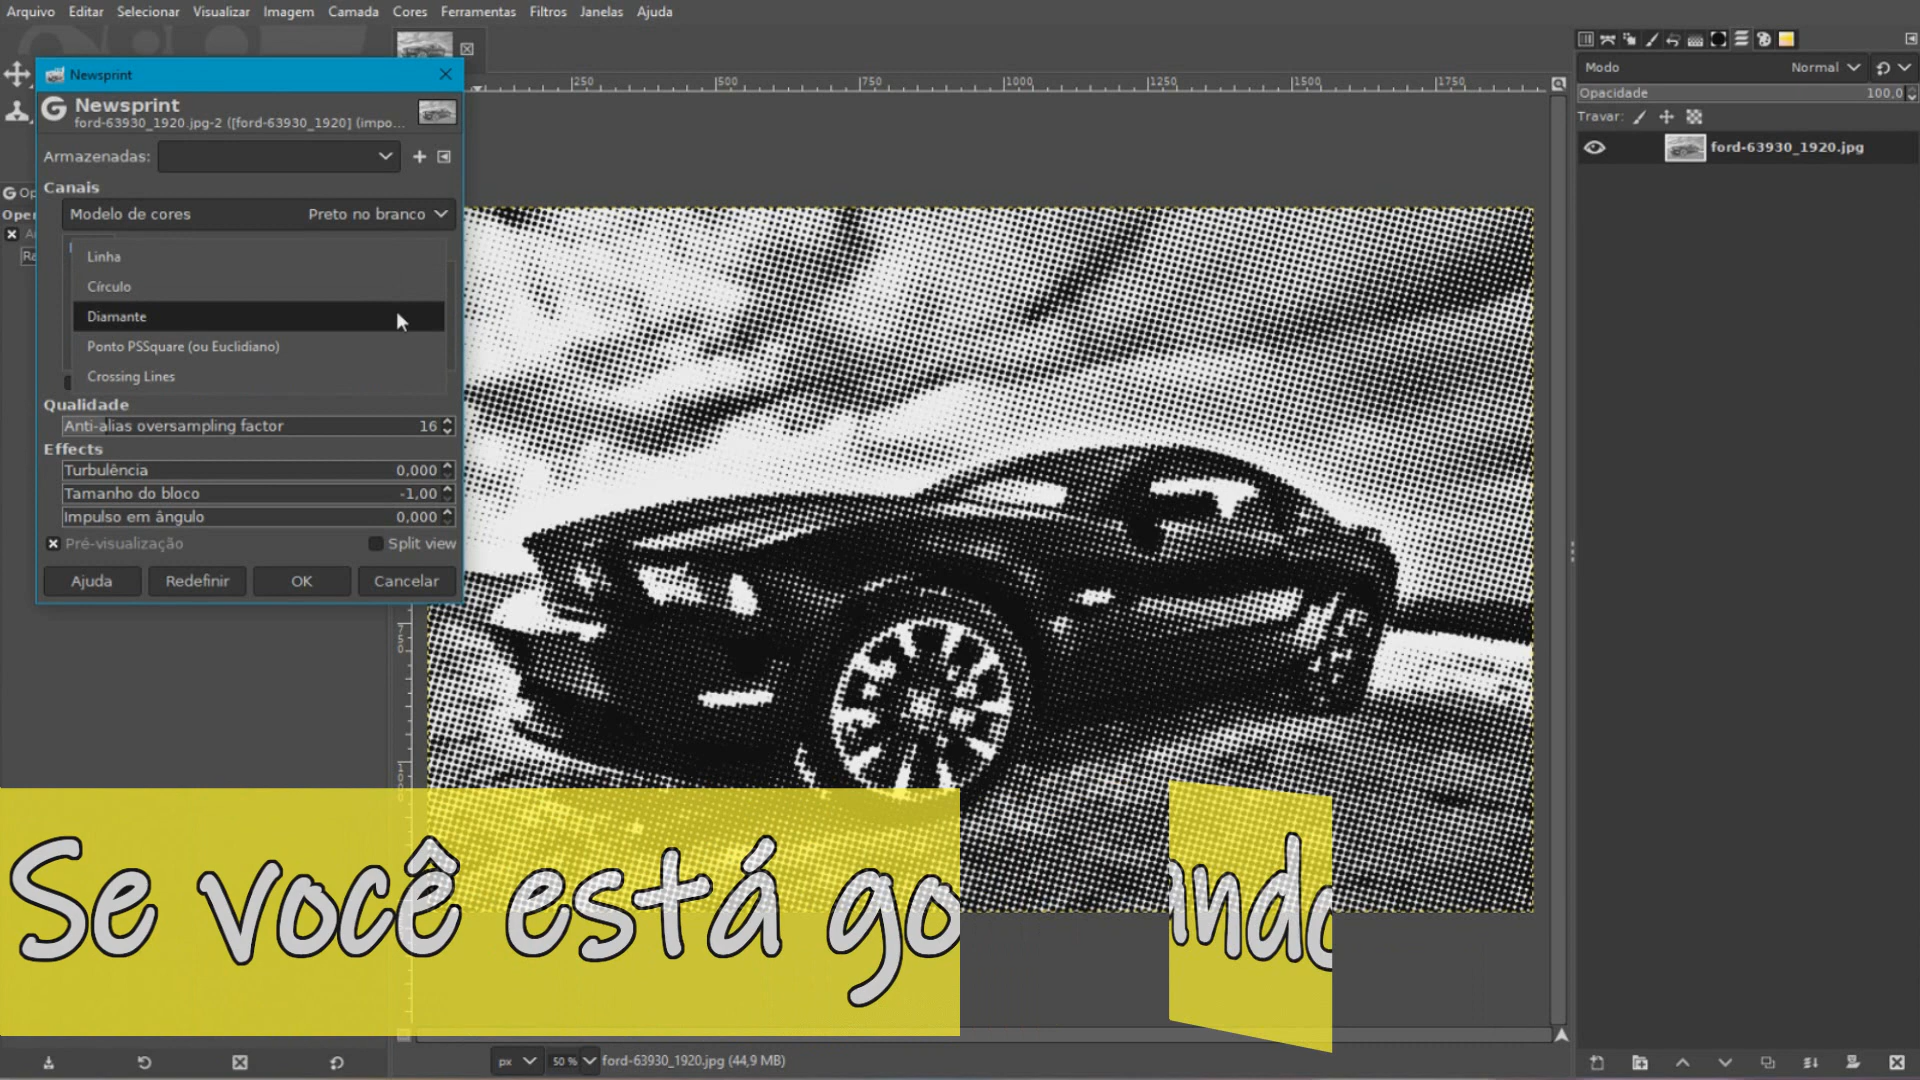 Arquivo Editar Selecionar Visualizar Imagem Camada Cores Ferramentas Filtros Janelas Ajuda
Newsprint
Newsprint
ford-63930_1920.jpg-2 ([ford-63930_1920] (impo...
Armazenadas:
Canais
Modelo de cores Preto no branco
Linha
Círculo
Diamante
Ponto PSSquare (ou Euclidiano)
Crossing Lines
Qualidade
Anti-alias oversampling factor 16
Effects
Turbulência 0,000
Tamanho do bloco -1,00
Impulso em ângulo 0,000
Pré-visualização Split view
Ajuda Redefinir OK Cancelar
250 500 750 1000 1250 1500 1750
Modo Normal
Opacidade 100,0
Travar:
ford-63930_1920.jpg
Se você está go
ando
px 50 % ford-63930_1920.jpg (44,9 MB)